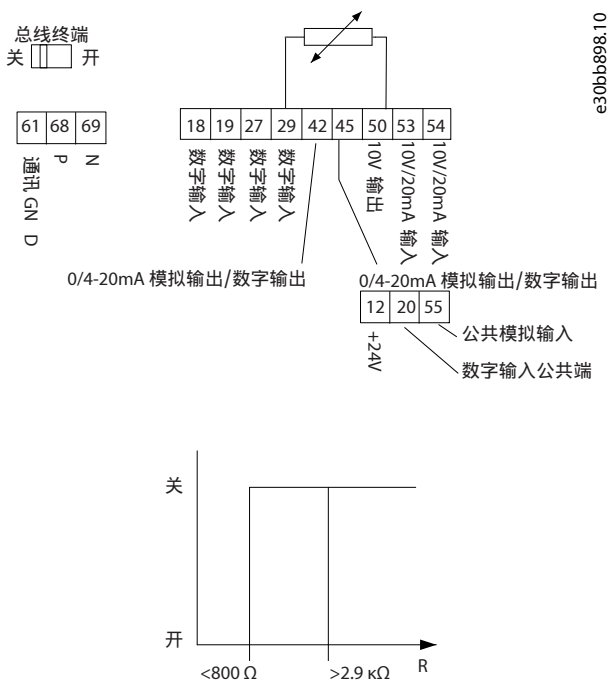 e30bb898.10
总线终端
关 开
61 68 69
通讯 GN D
P
N
18 19 27 29 42 45 50 53 54
数字输入
数字输入
数字输入
数字输入
10V 输出
10V/20mA 输入
10V/20mA 输入
0/4-20mA 模拟输出/数字输出
0/4-20mA 模拟输出/数字输出
12 20 55
+24V
公共模拟输入
数字输入公共端
关
开
<800 Ω
>2.9 κΩ
R